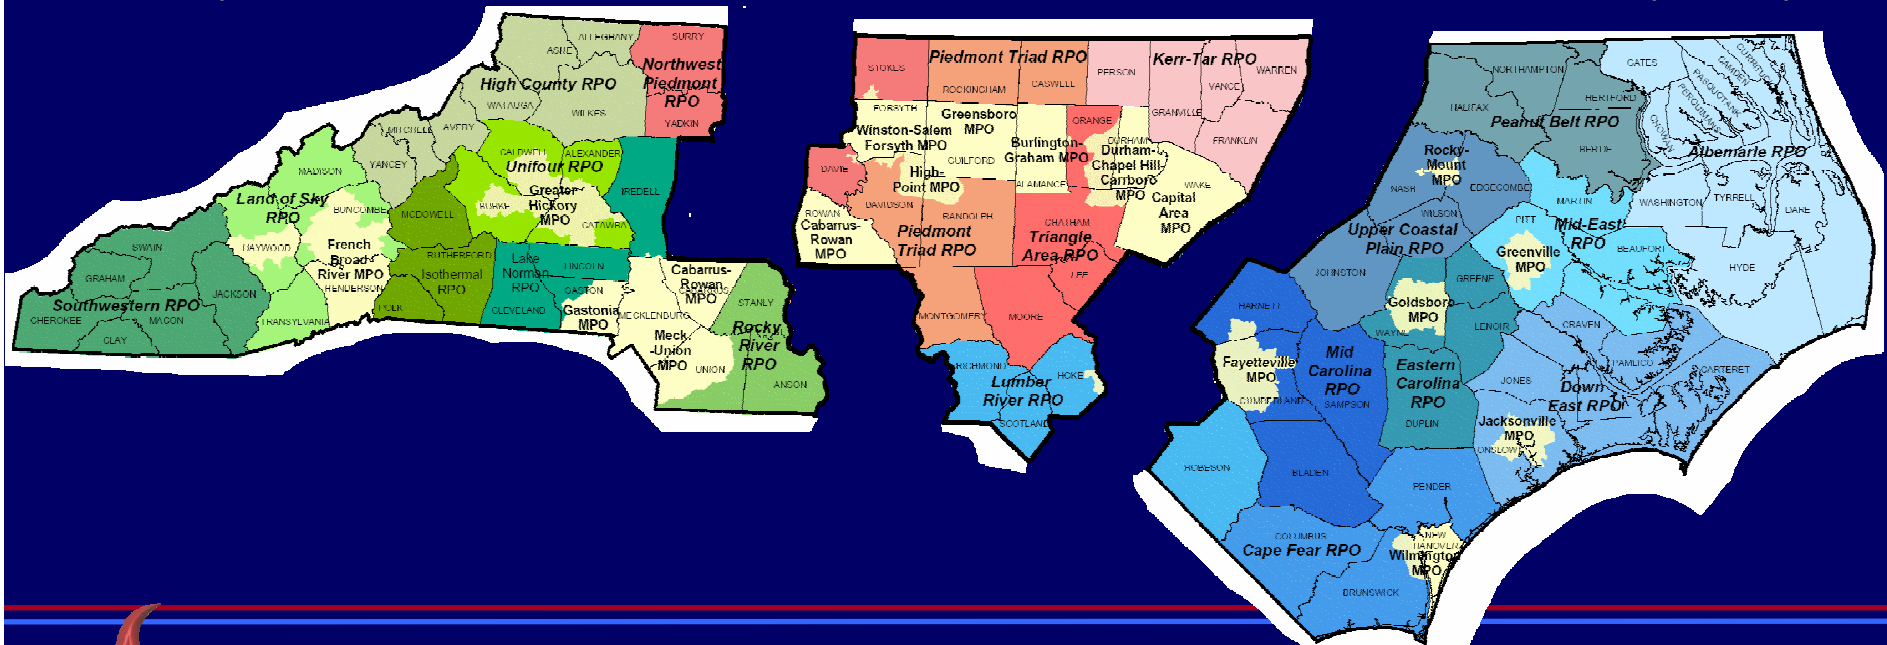 ALLEGHANY
ASHE
SURRY
High County RPO
Northwest
Piedmont
RPO
WATAUGA
WILKES
YADKIN
MITCHELL
AVERY
YANCEY
CALDWELL
ALEXANDER
Unifour RPO
IREDELL
MADISON
Land of Sky
RPO
BUNCOMBE
MCDOWELL
BURKE
Greater
Hickory
MPO
CATAWBA
SWAIN
HAYWOOD
French
Broad
River MPO
HENDERSON
RUTHERFORD
Isothermal
RPO
Lake
Norman
RPO
LINCOLN
GRAHAM
JACKSON
Southwestern RPO
CHEROKEE
MACON
CLAY
TRANSYLVANIA
POLK
CLEVELAND
GASTON
Gastonia
MPO
MECKLENBURG
Cabarrus-
Rowan
MPO
STANLY
Meck.
-Union
MPO
UNION
Rocky
River
RPO
ANSON
STOKES
Piedmont Triad RPO
ROCKINGHAM
CASWELL
PERSON
Kerr-Tar RPO
VANCE
WARREN
GRANVILLE
FRANKLIN
FORSYTH
Winston-Salem
Forsyth MPO
Greensboro
MPO
GUILFORD
Burlington-
Graham MPO
ALAMANCE
ORANGE
DURHAM
Durham-
Chapel Hill-
Carrboro
MPO
WAKE
Capital
Area
MPO
DAVIE
High-
Point MPO
DAVIDSON
RANDOLPH
Piedmont
Triad RPO
ROWAN
Cabarrus-
Rowan
MPO
CHATHAM
Triangle
Area RPO
LEE
MONTGOMERY
MOORE
RICHMOND
HOKE
Lumber
River RPO
SCOTLAND
NORTHAMPTON
GATES
CURRITUCK
CAMDEN
PASQUOTANK
PERQUIMANS
CHOWAN
HERTFORD
HALIFAX
Peanut Belt RPO
BERTIE
Albemarle RPO
Rocky-
Mount
MPO
NASH
EDGECOMBE
MARTIN
WASHINGTON
TYRRELL
DARE
WILSON
Upper Coastal
Plain RPO
PITT
Mid-East
RPO
BEAUFORT
Greenville
MPO
HYDE
JOHNSTON
GREENE
Goldsboro
MPO
WAYNE
LENOIR
CRAVEN
PAMLICO
CARTERET
HARNETT
Fayetteville
MPO
CUMBERLAND
Mid
Carolina
RPO
SAMPSON
Eastern
Carolina
RPO
DUPLIN
JONES
Down
East RPO
Jacksonville
MPO
ONSLOW
ROBESON
BLADEN
PENDER
COLUMBUS
Cape Fear RPO
NEW
HANOVER
Wilmington
MPO
BRUNSWICK